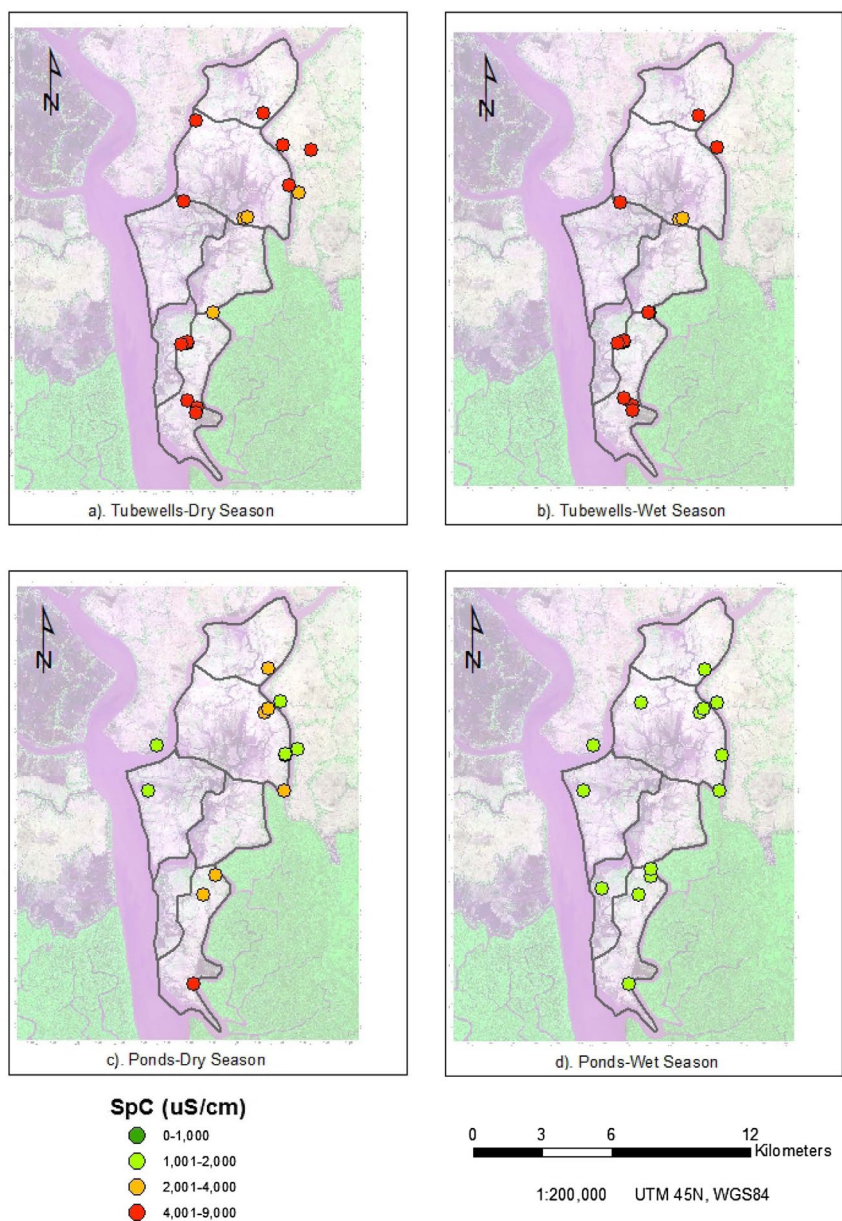 N
N
a). Tubewells-Dry Season
b). Tubewells-Wet Season
N
N
c). Ponds-Dry Season
d). Ponds-Wet Season
SpC (uS/cm)
0-1,000
1,001-2,000
2,001-4,000
4,001-9,000
0 3 6 12
Kilometers
1:200,000 UTM 45N, WGS84